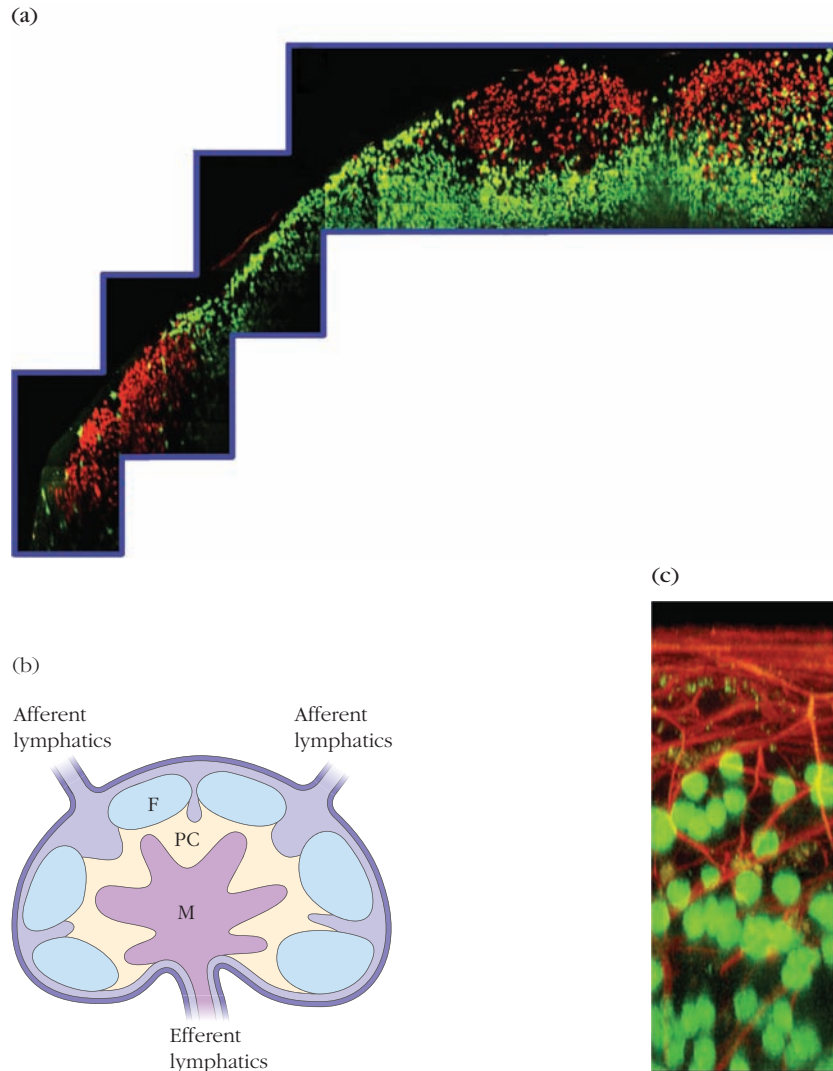 (a)
(c)
(b)
Afferent
lymphatics
Afferent
lymphatics
F
PC
M
Efferent
lymphatics